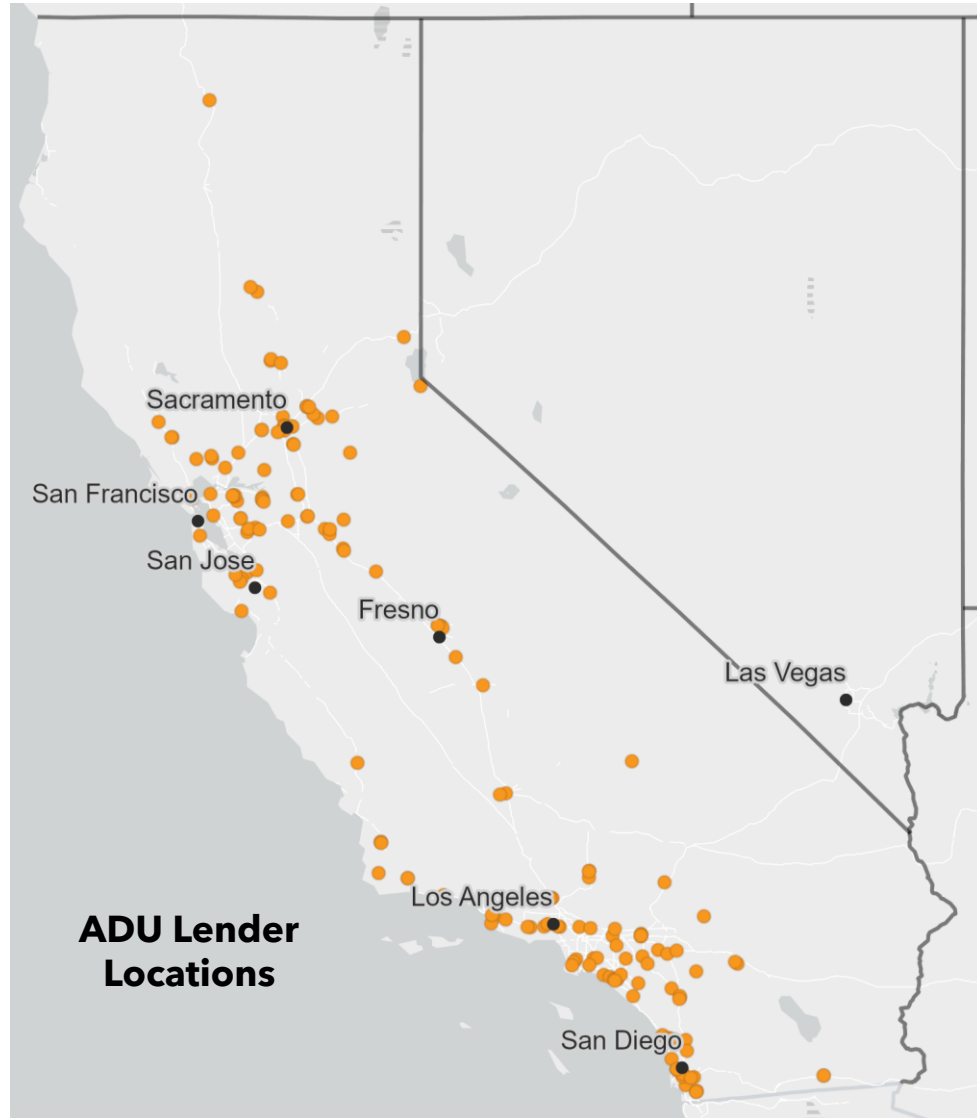 Sacramento
San Francisco
San Jose
Fresno
Las Vegas
Los Angeles
ADU Lender
Locations
San Diego